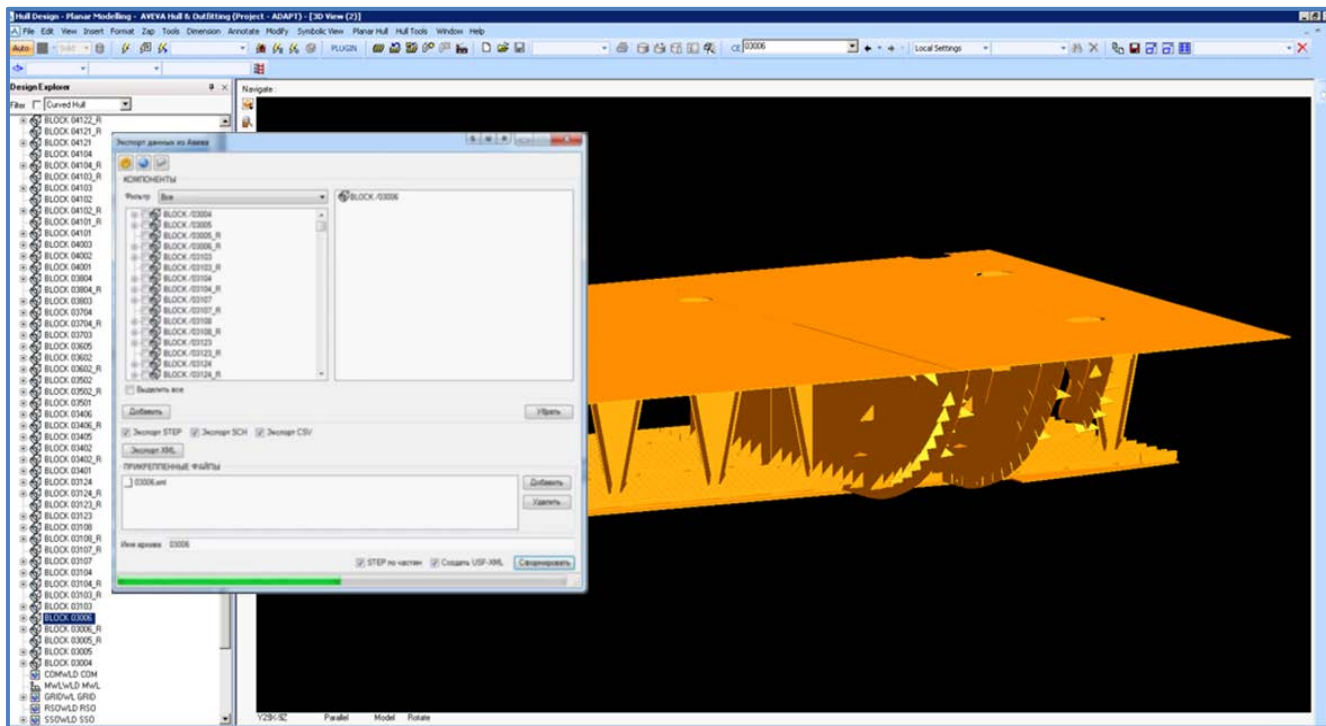 Hull Design - Planar Modelling - AVEVA Hull & Outfitting (Project - ADAPT) - [3D View (2)]
File Edit View Insert Format Zap Tools Dimension Annotate Modify Symbolic View Planar Hull Hull Tools Window Help
Auto PLUGIN CE 03006 Local Settings
Design Explorer
Filter Curved Hull
BLOCK 04122_R
BLOCK 04121_R
BLOCK 04121
BLOCK 04104
BLOCK 04104_R
BLOCK 04103_R
BLOCK 04103
BLOCK 04102
BLOCK 04102_R
BLOCK 04101_R
BLOCK 04101
BLOCK 04003
BLOCK 04002
BLOCK 04001
BLOCK 03804
BLOCK 03804_R
BLOCK 03803
BLOCK 03704
BLOCK 03704_R
BLOCK 03703
BLOCK 03605
BLOCK 03602
BLOCK 03602_R
BLOCK 03502
BLOCK 03502_R
BLOCK 03501
BLOCK 03406
BLOCK 03406_R
BLOCK 03405
BLOCK 03402
BLOCK 03402_R
BLOCK 03401
BLOCK 03124
BLOCK 03124_R
BLOCK 03123_R
BLOCK 03123
BLOCK 03108
BLOCK 03108_R
BLOCK 03107_R
BLOCK 03107
BLOCK 03104
BLOCK 03104_R
BLOCK 03103_R
BLOCK 03103
BLOCK 03006
BLOCK 03006_R
BLOCK 03005_R
BLOCK 03005
BLOCK 03004
COMWLD COM
MWLWLD MWL
GRIDWL GRID
RSOWLD RSO
SSOWLD SSO
Navigate:
Экспорт данных из Авева
КОМПОНЕНТЫ
Фильтр Все
BLOCK /03004
BLOCK /03005
BLOCK /03005_R
BLOCK /03006_R
BLOCK /03103
BLOCK /03103_R
BLOCK /03104
BLOCK /03104_R
BLOCK /03107
BLOCK /03107_R
BLOCK /03108
BLOCK /03108_R
BLOCK /03123
BLOCK /03123_R
BLOCK /03124
BLOCK /03124_R
BLOCK /03006
Выделить все
Добавить Убрать
Экспорт STEP Экспорт SCH Экспорт CSV
Экспорт XML
ПРИКРЕПЛЕННЫЕ ФАЙЛЫ
03006.xml
Добавить
Удалить
Имя архива 03006
STEP по частям Создать USF-XML Сформировать
Parallel Model Rotate